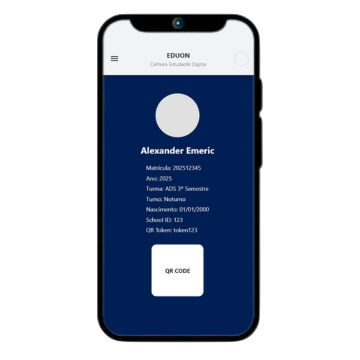 EDUON
Carteira Estudantil Digital
Alexander Emeric
Matrícula: 202512345
Ano: 2025
Turma: ADS 3º Semestre
Turno: Noturno
Nascimento: 01/01/2000
School ID: 123
QR Token: token123
QR CODE